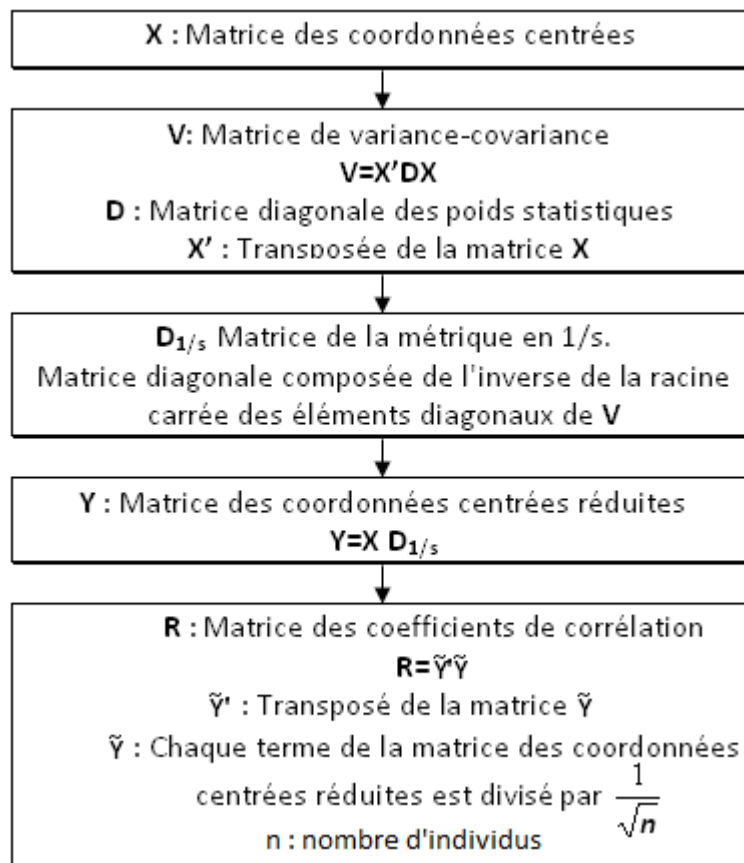 X : Matrice des coordonnées centrées
V: Matrice de variance-covariance
V=X'DX
D : Matrice diagonale des poids statistiques
X' : Transposée de la matrice X
D1/s Matrice de la métrique en 1/s.
Matrice diagonale composée de l'inverse de la racine
carrée des éléments diagonaux de V
Y : Matrice des coordonnées centrées réduites
Y=X D1/s
R : Matrice des coefficients de corrélation
R=Ỹ'Ỹ
Ỹ' : Transposé de la matrice Ỹ
Ỹ : Chaque terme de la matrice des coordonnées
centrées réduites est divisé par 1/√n
n : nombre d'individus